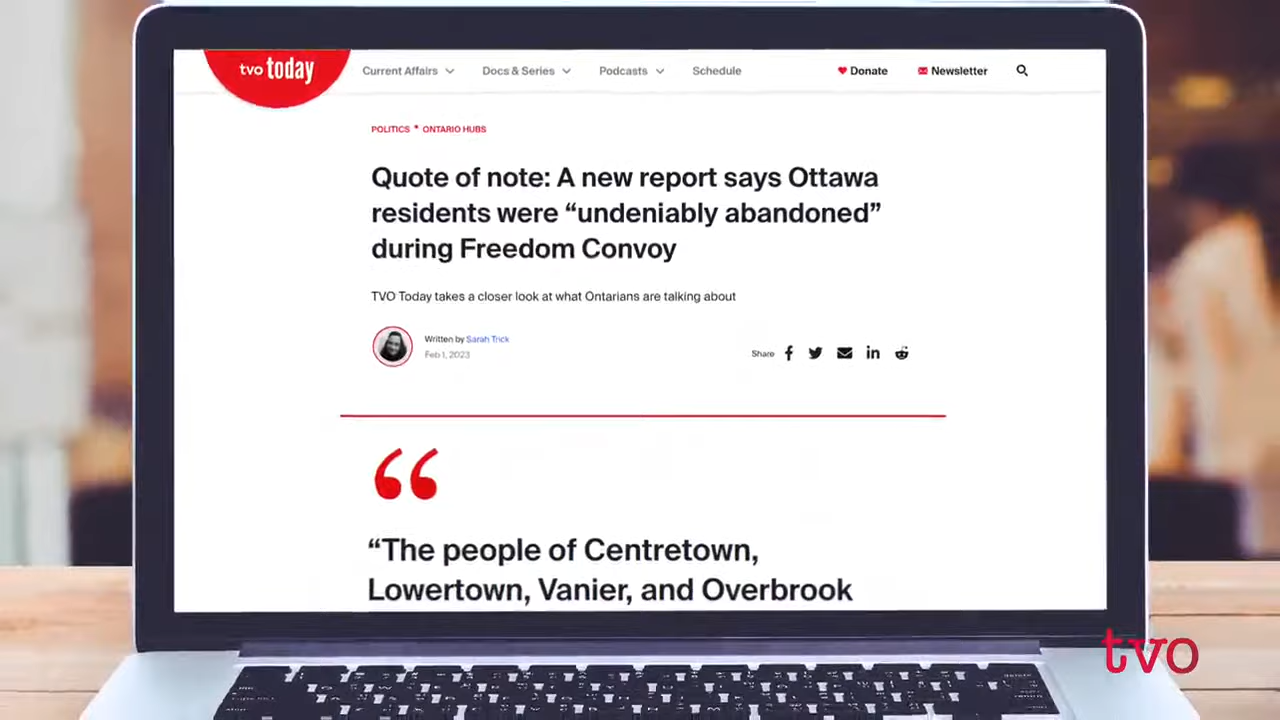 tvo today
Current Affairs
Docs & Series
Podcasts
Schedule
Donate
Newsletter
POLITICS * ONTARIO HUBS
Quote of note: A new report says Ottawa
residents were “undeniably abandoned”
during Freedom Convoy
TVO Today takes a closer look at what Ontarians are talking about
Written by Sarah Trick
Feb 1, 2023
Share
“
“The people of Centretown,
Lowertown, Vanier, and Overbrook
tvo